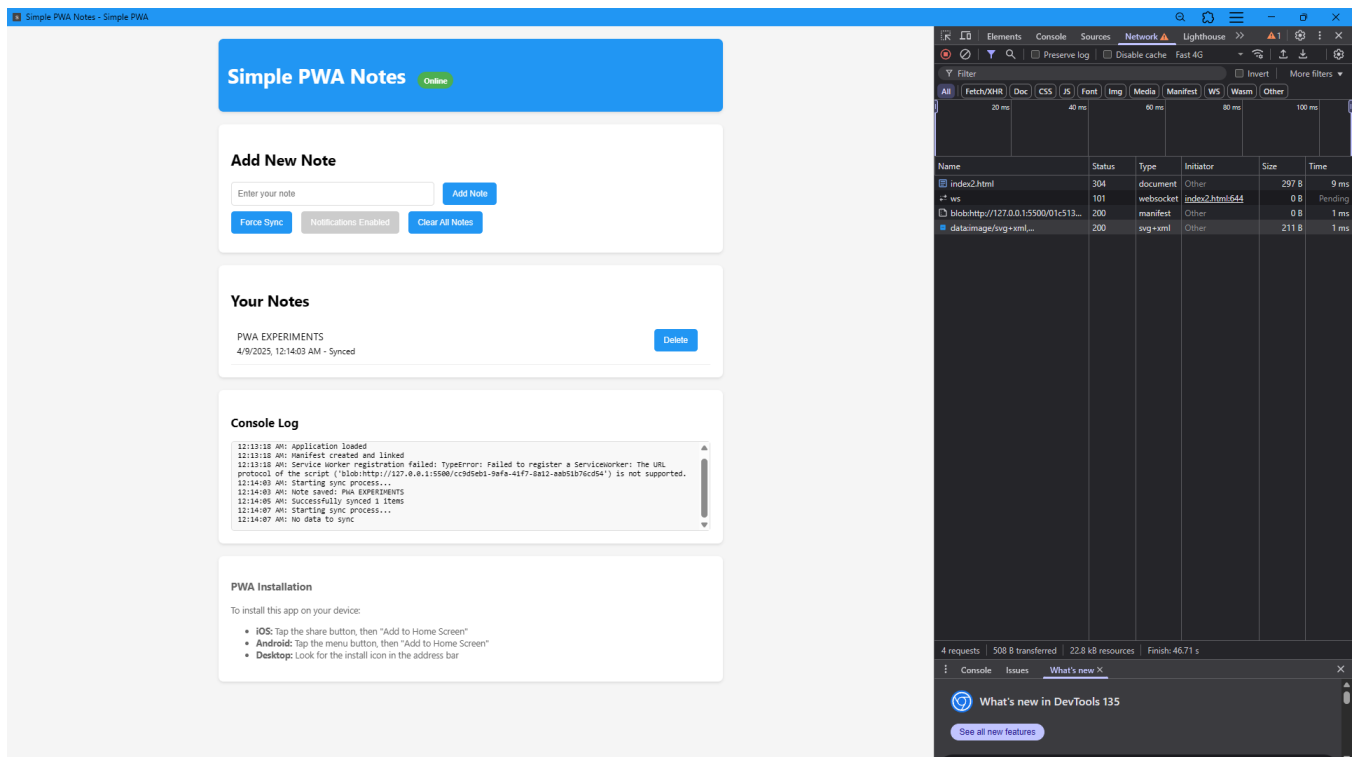 Simple PWA Notes - Simple PWA
Simple PWA Notes Online
Add New Note
Enter your note Add Note
Force Sync Notifications Enabled Clear All Notes
Your Notes
PWA EXPERIMENTS
4/9/2025, 12:14:03 AM - Synced
Delete
Console Log
12:13:18 AM: Application loaded
12:13:18 AM: Manifest created and linked
12:13:18 AM: Service Worker registration failed: TypeError: Failed to register a ServiceWorker: The URL
protocol of the script ('blob:http://127.0.0.1:5500/cc9d5eb1-9afa-41f7-8a12-aab51b76cd54') is not supported.
12:14:03 AM: Starting sync process...
12:14:03 AM: Note saved: PWA EXPERIMENTS
12:14:05 AM: Successfully synced 1 items
12:14:07 AM: Starting sync process...
12:14:07 AM: No data to sync
PWA Installation
To install this app on your device:
• iOS: Tap the share button, then "Add to Home Screen"
• Android: Tap the menu button, then "Add to Home Screen"
• Desktop: Look for the install icon in the address bar
Elements Console Sources Network Lighthouse 1
Preserve log Disable cache Fast 4G
Filter Invert More filters
All Fetch/XHR Doc CSS JS Font Img Media Manifest WS Wasm Other
20 ms 40 ms 60 ms 80 ms 100 ms
Name Status Type Initiator Size Time
index2.html 304 document Other 297 B 9 ms
ws 101 websocket index2.html:644 0 B Pending
blob:http://127.0.0.1:5500/01c513... 200 manifest Other 0 B 1 ms
data:image/svg+xml,... 200 svg+xml Other 211 B 1 ms
4 requests 508 B transferred 22.8 kB resources Finish: 46.71 s
Console Issues What's new
What's new in DevTools 135
See all new features